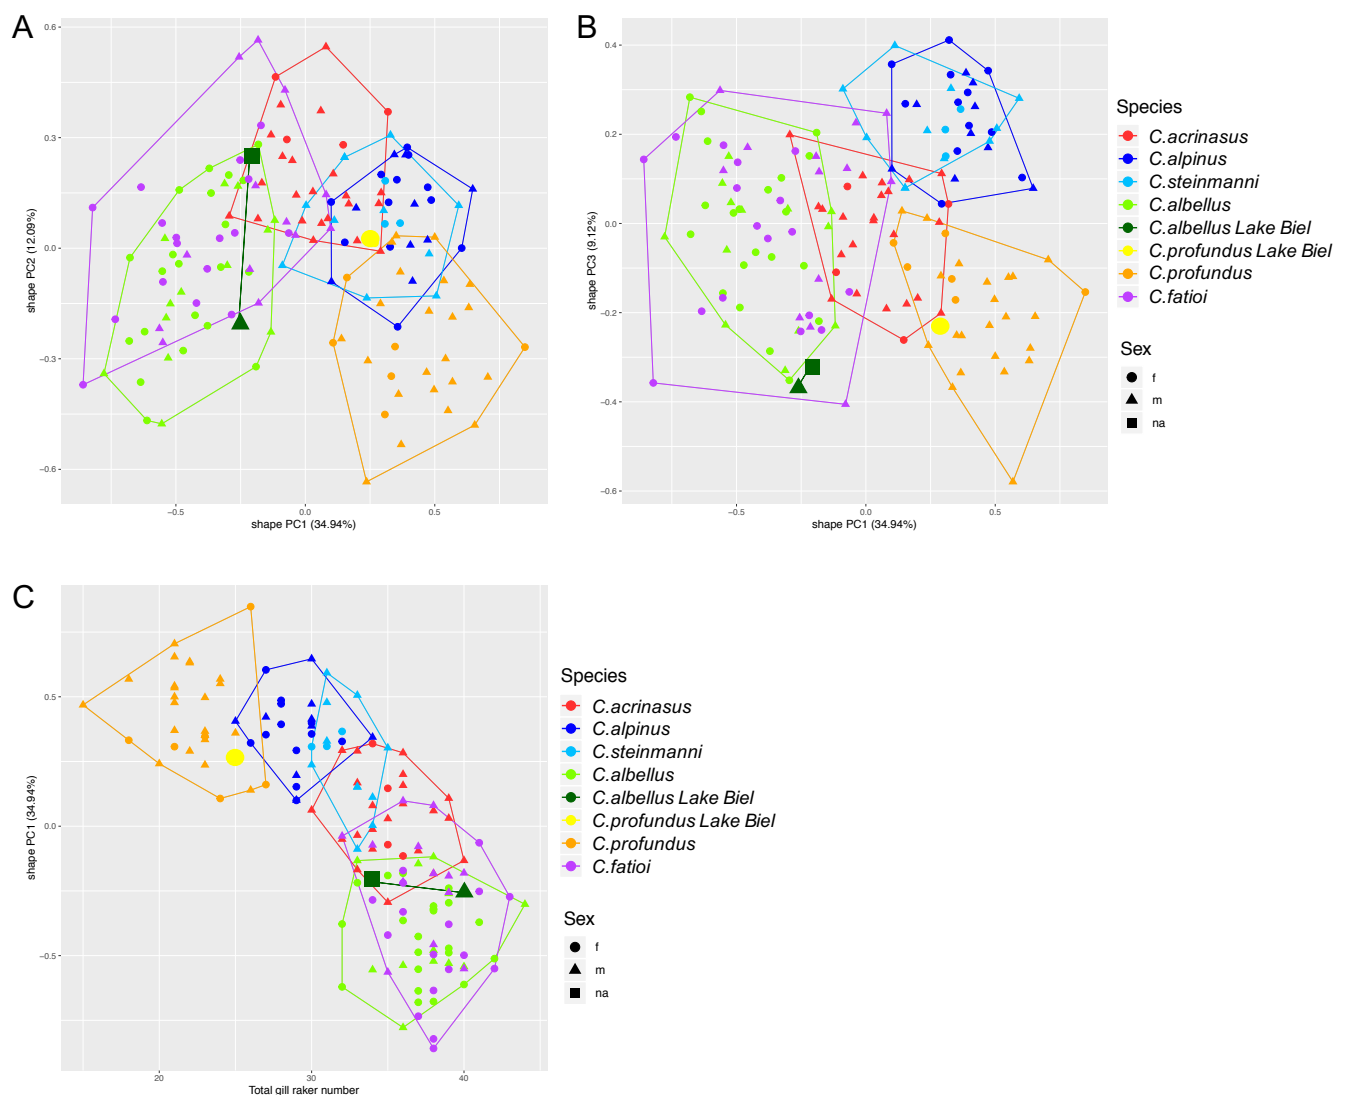 A
0.6
0.3
0.0
−0.3
−0.6
shape PC2 (12.09%)
−0.5
0.0
0.5
shape PC1 (34.94%)
B
0.4
0.2
0.0
−0.2
−0.4
−0.6
shape PC3 (9.12%)
−0.5
0.0
0.5
shape PC1 (34.94%)
Species
C.acrinasus
C.alpinus
C.steinmanni
C.albellus
C.albellus Lake Biel
C.profundus Lake Biel
C.profundus
C.fatioi
Sex
f
m
na
C
0.5
0.0
−0.5
shape PC1 (34.94%)
20
30
40
Total gill raker number
Species
C.acrinasus
C.alpinus
C.steinmanni
C.albellus
C.albellus Lake Biel
C.profundus Lake Biel
C.profundus
C.fatioi
Sex
f
m
na